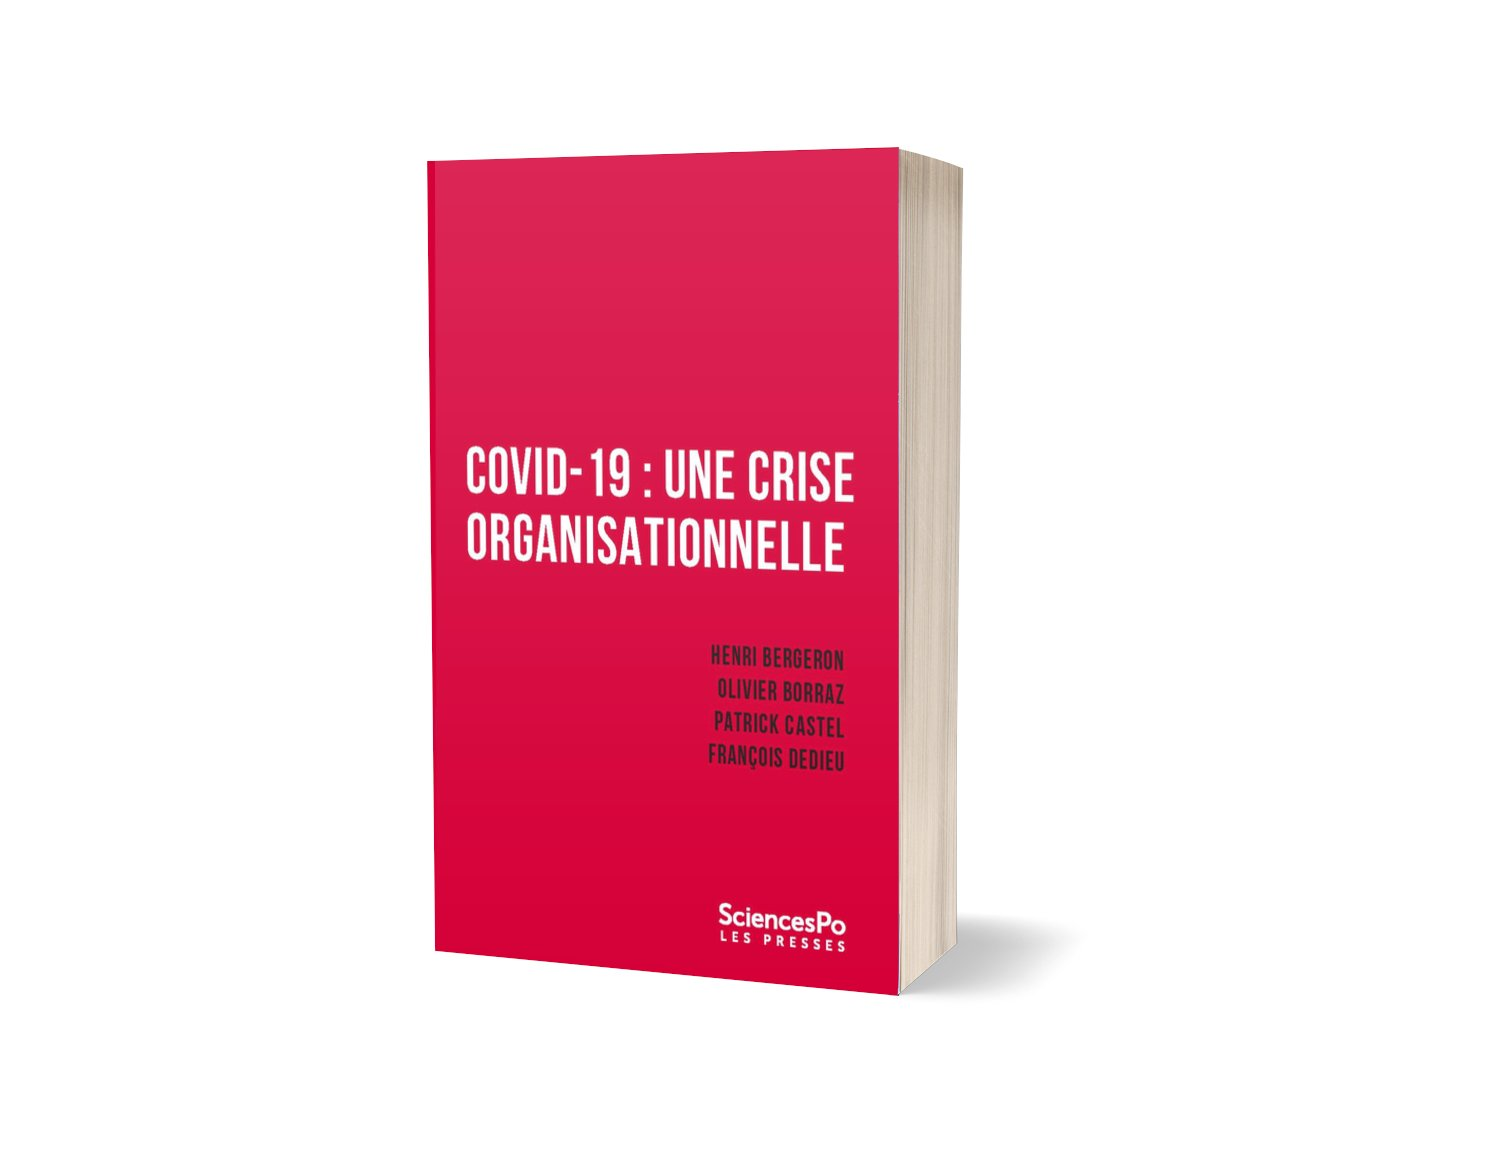 COVID-19 : UNE CRISE
ORGANISATIONNELLE
HENRI BERGERON
OLIVIER BORRAZ
PATRICK CASTEL
FRANÇOIS DEDIEU
SciencesPo
LES PRESSES